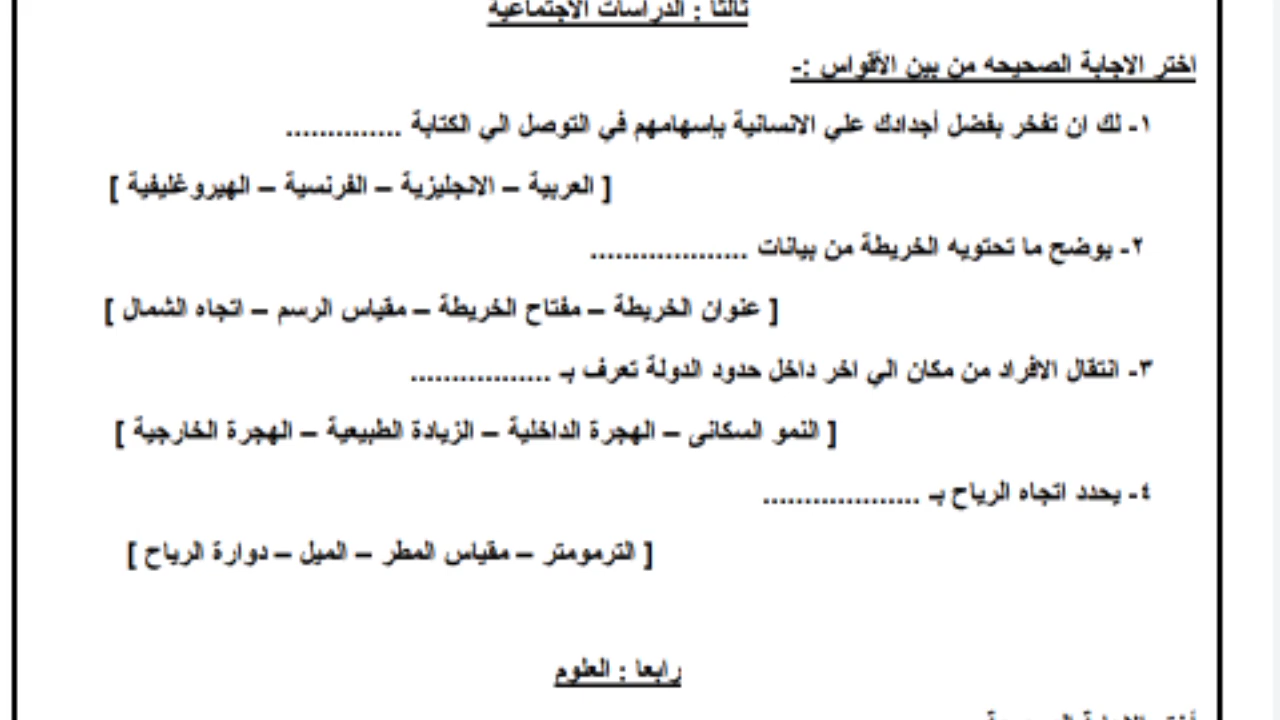 ثالثا : الدراسات الاجتماعيه
اختر الاجابة الصحيحه من بين الأقواس :-
١- لك ان تفخر بفضل أجدادك علي الانسانية بإسهامهم في التوصل الي الكتابة ..............
[ العربية – الانجليزية – الفرنسية – الهيروغليفية ]
٢- يوضح ما تحتويه الخريطة من بيانات ...................
[ عنوان الخريطة – مفتاح الخريطة – مقياس الرسم – اتجاه الشمال ]
٣- انتقال الافراد من مكان الي اخر داخل حدود الدولة تعرف بـ .................
[ النمو السكانى – الهجرة الداخلية – الزيادة الطبيعية – الهجرة الخارجية ]
٤- يحدد اتجاه الرياح بـ ...................
[ الترمومتر – مقياس المطر – الميل – دوارة الرياح ]
رابعا : العلوم